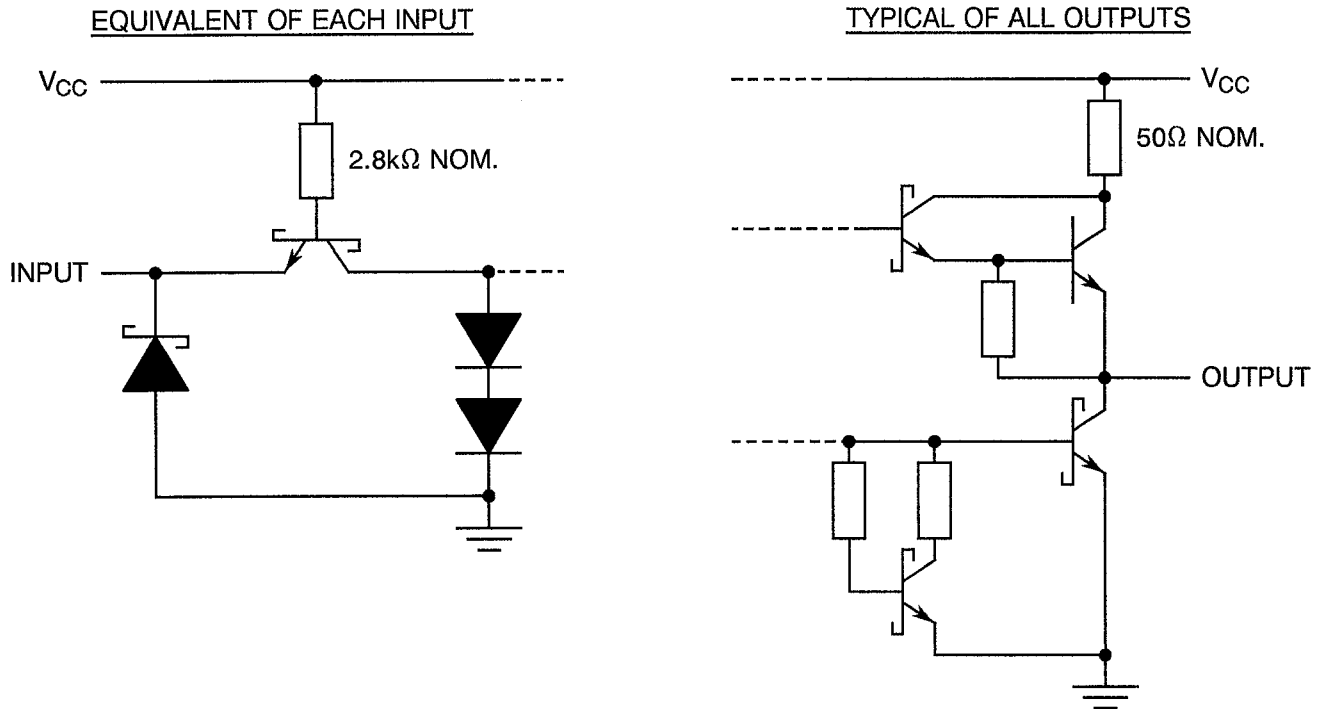 EQUIVALENT OF EACH INPUT
VCC
2.8kΩ NOM.
INPUT
TYPICAL OF ALL OUTPUTS
VCC
50Ω NOM.
OUTPUT